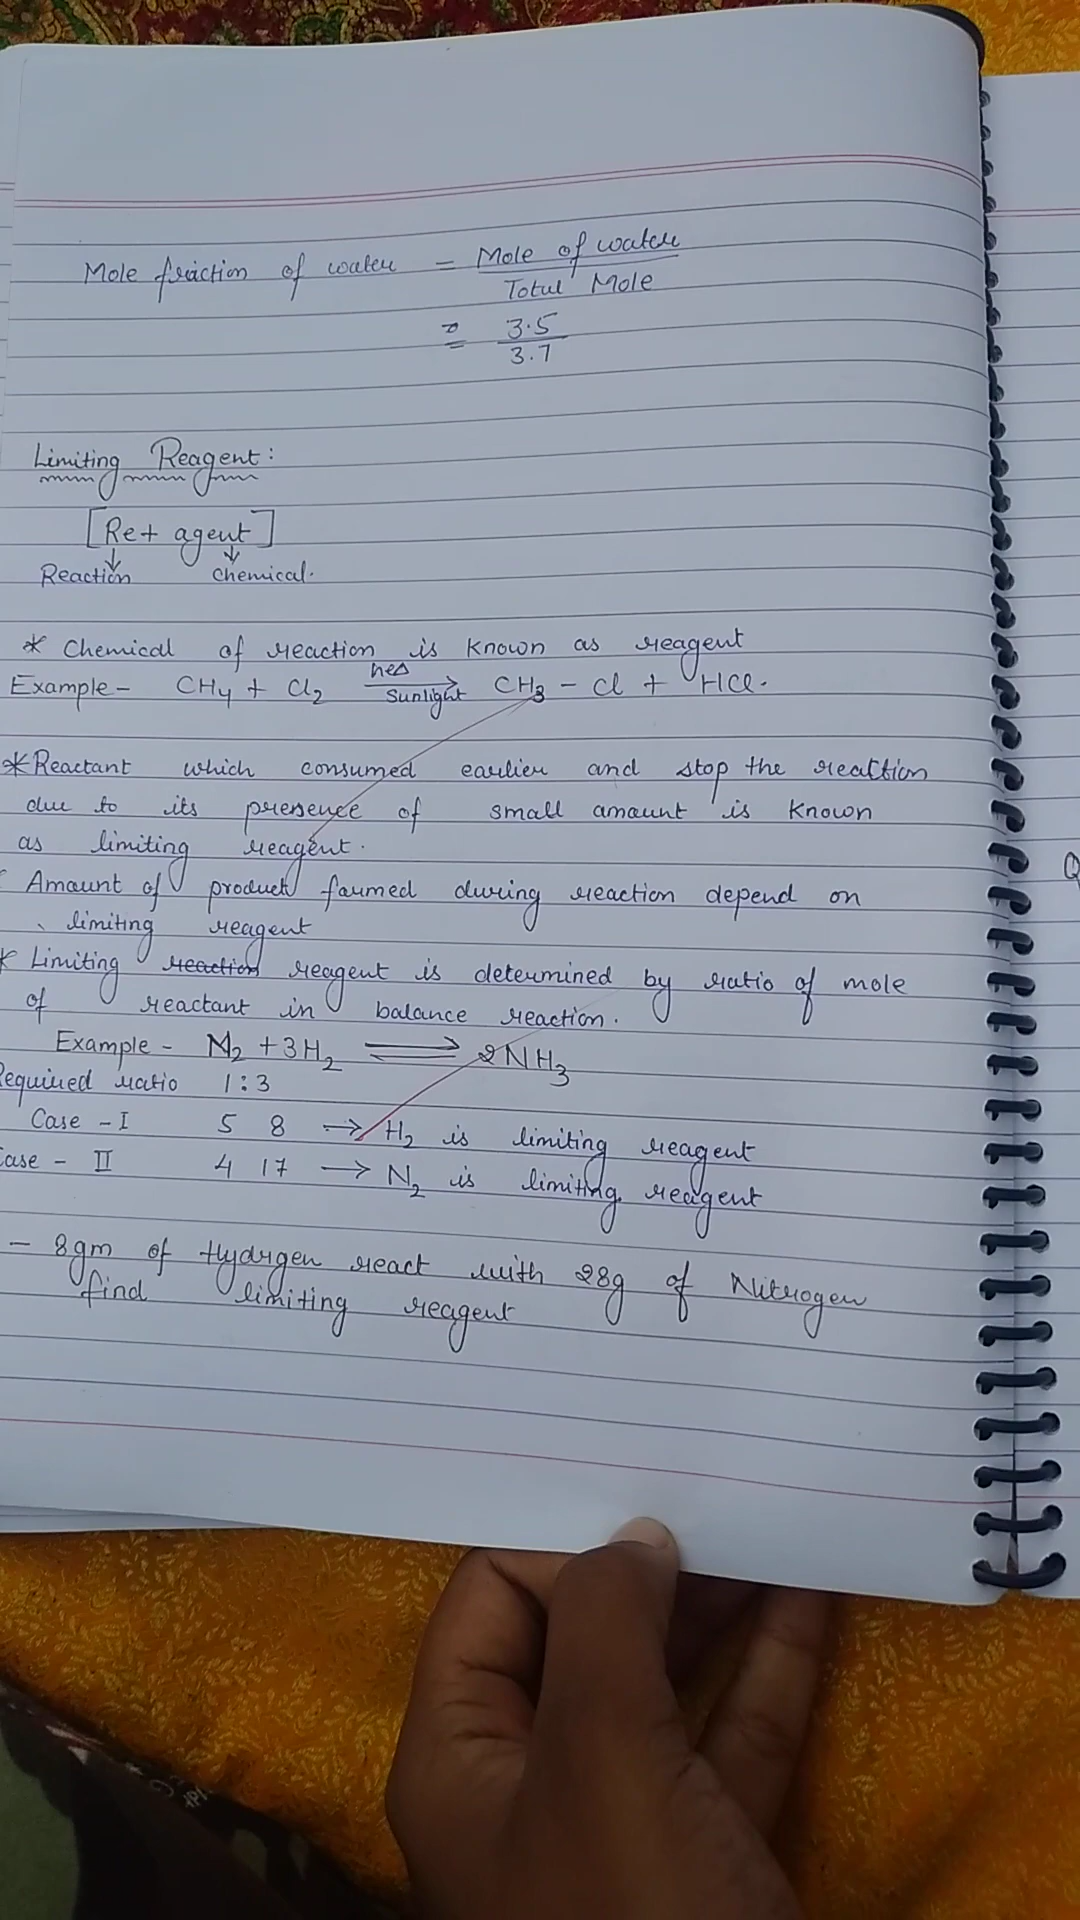 Mole fraction of water = Mole of water
Total Mole
= 3.5
3.7
Limiting Reagent:
[Re+ agent]
↓ ↓
Reaction chemical.
* Chemical of reaction is known as reagent
Example- CH4 + Cl2 → Sunlight CH3 - Cl + HCl.
* Reactant which consumed earlier and stop the reaction
due to its presence of small amount is known
as limiting reagent.
Amount of product farmed during reaction depend on
limiting reagent
* Limiting reaction reagent is determined by ratio of mole
of reactant in balance reaction.
Example - N2 + 3H2 ⇌ 2NH3
Required ratio 1:3
Case - I 5 8 → H2 is limiting reagent
Case - II 4 17 → N2 is limiting reagent
- 8gm of Hydrgen react with 28g of Nitrogen
find limiting reagent
Q